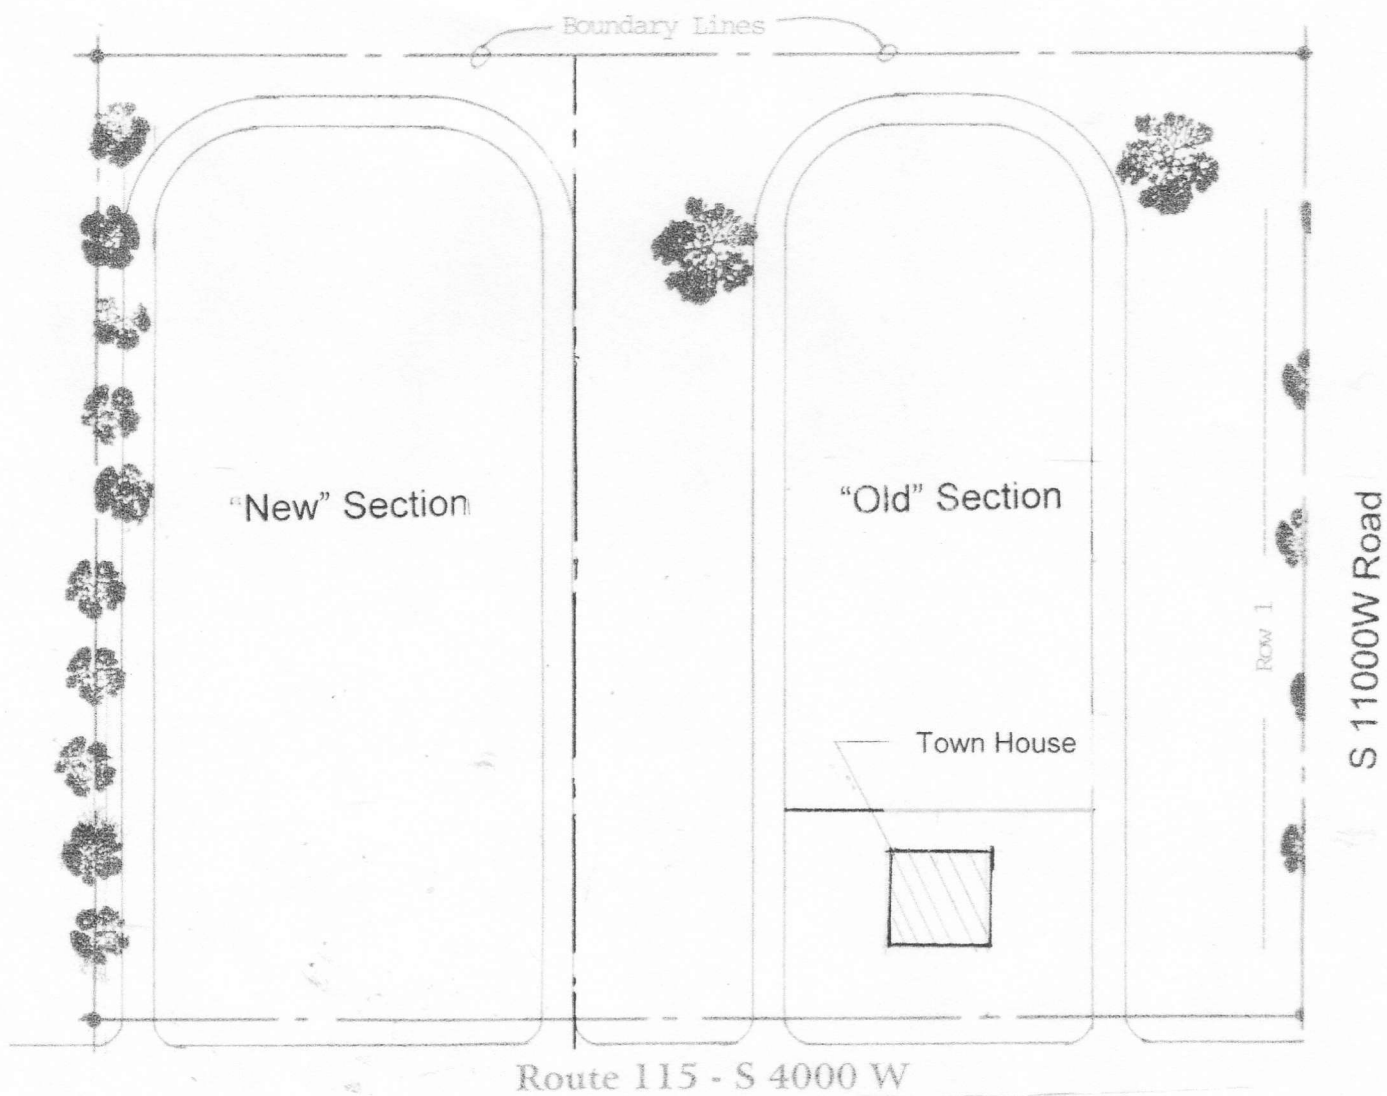 Boundary Lines
"New" Section
"Old" Section
S 11000W Road
Row 1
Town House
Route 115 - S 4000 W